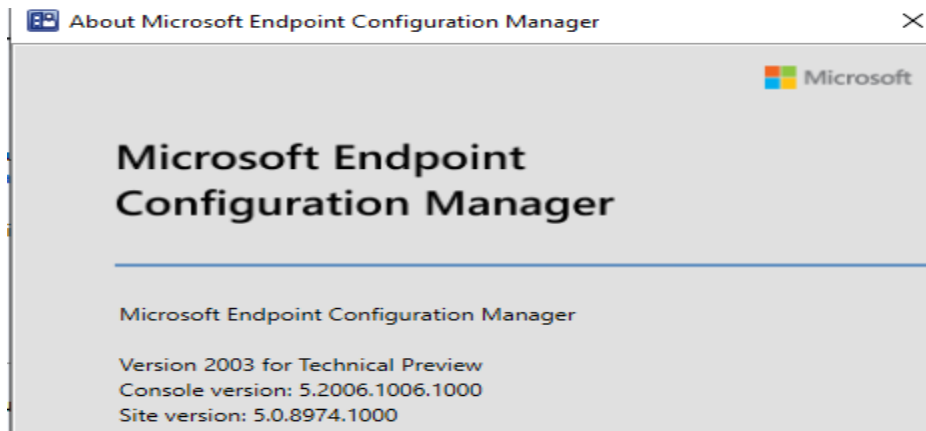 About Microsoft Endpoint Configuration Manager
Microsoft
Microsoft Endpoint
Configuration Manager
Microsoft Endpoint Configuration Manager
Version 2003 for Technical Preview
Console version: 5.2006.1006.1000
Site version: 5.0.8974.1000